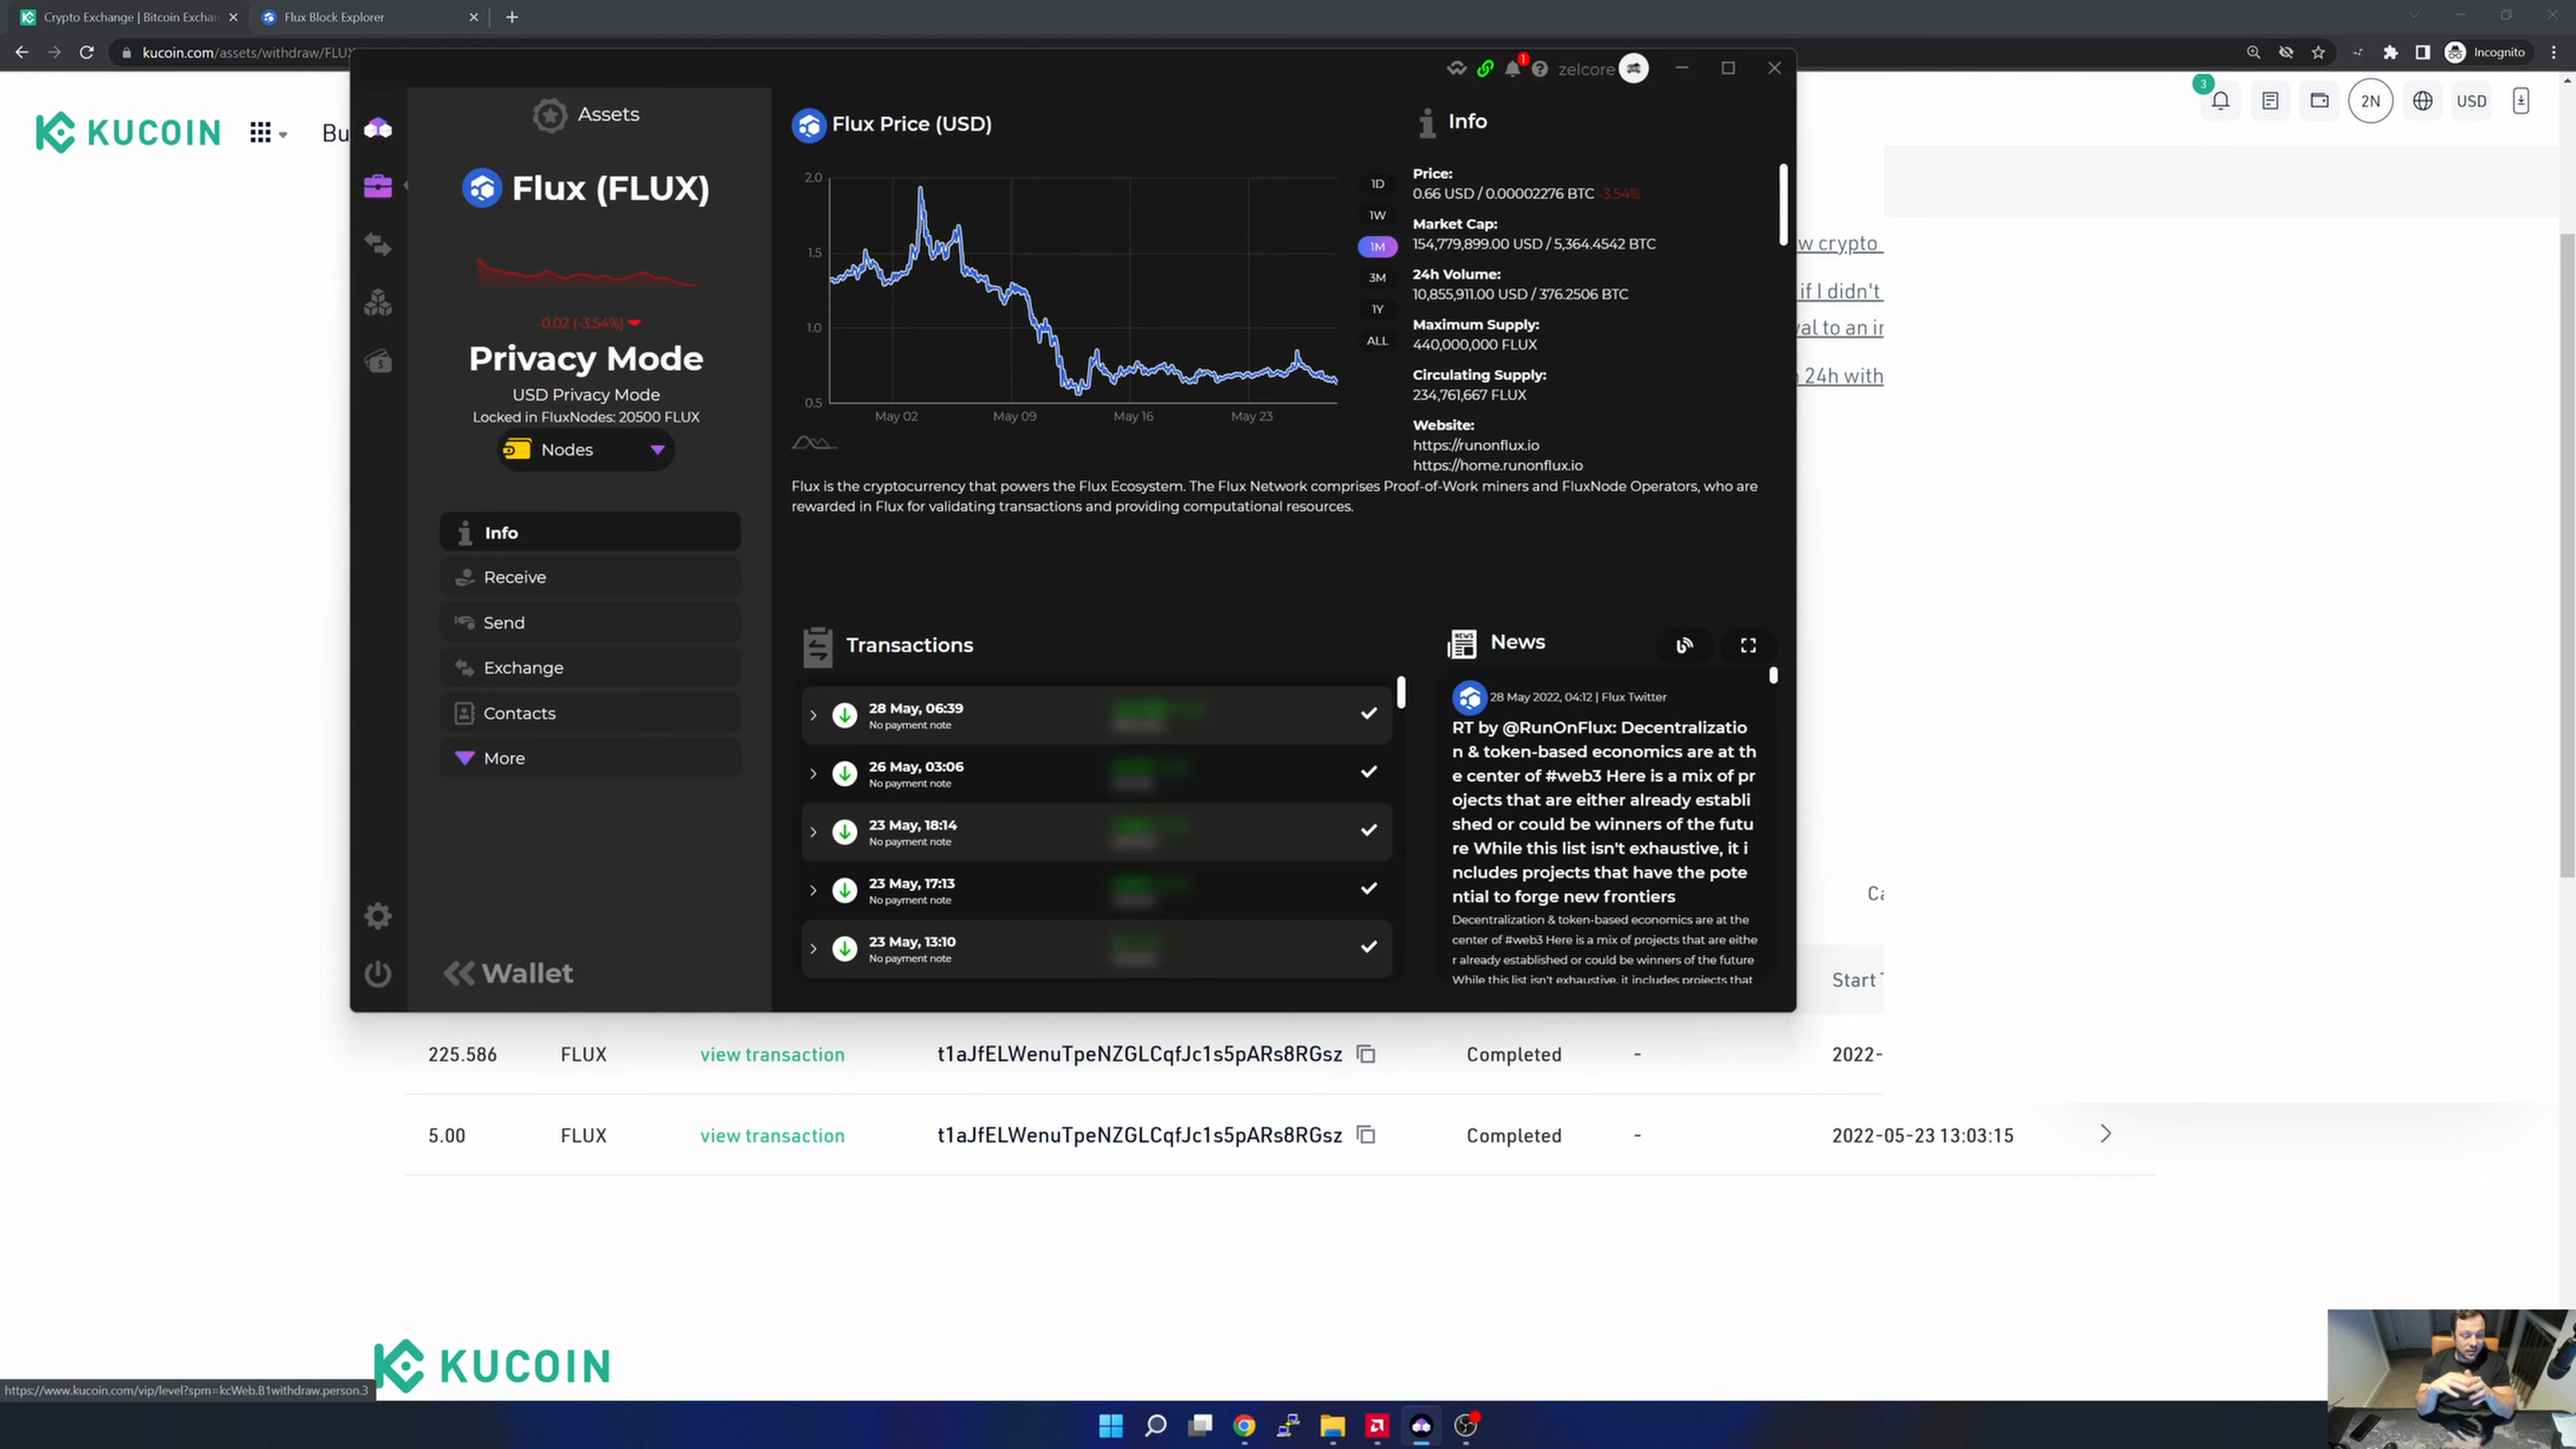 Crypto Exchange | Bitcoin Exchan
Flux Block Explorer
kucoin.com/assets/withdraw/FLUX
Incognito
KUCOIN
Bu
3
2N
USD
w crypto
if I didn't
val to an in
24h with
Ca
Start
1
zelcore
Assets
Flux (FLUX)
-0.02 (-3.54%)
Privacy Mode
USD Privacy Mode
Locked in FluxNodes: 20500 FLUX
Nodes
Info
Receive
Send
Exchange
Contacts
More
Wallet
Flux Price (USD)
2.0
1.5
1.0
0.5
May 02
May 09
May 16
May 23
1D
1W
1M
3M
1Y
ALL
Info
Price:
0.66 USD / 0.00002276 BTC -3.54%
Market Cap:
154,779,899.00 USD / 5,364.4542 BTC
24h Volume:
10,855,911.00 USD / 376.2506 BTC
Maximum Supply:
440,000,000 FLUX
Circulating Supply:
234,761,667 FLUX
Website:
https://runonflux.io
https://home.runonflux.io
Flux is the cryptocurrency that powers the Flux Ecosystem. The Flux Network comprises Proof-of-Work miners and FluxNode Operators, who are
rewarded in Flux for validating transactions and providing computational resources.
Transactions
28 May, 06:39
No payment note
26 May, 03:06
No payment note
23 May, 18:14
No payment note
23 May, 17:13
No payment note
23 May, 13:10
No payment note
News
28 May 2022, 04:12 | Flux Twitter
RT by @RunOnFlux: Decentralizatio
n & token-based economics are at th
e center of #web3 Here is a mix of pr
ojects that are either already establi
shed or could be winners of the futu
re While this list isn't exhaustive, it i
ncludes projects that have the pote
ntial to forge new frontiers
Decentralization & token-based economics are at the
center of #web3 Here is a mix of projects that are eithe
r already established or could be winners of the future
While this list isn't exhaustive, it includes projects that
225.586 FLUX view transaction t1aJfELWenuTpeNZGLCqfJc1s5pARs8RGsz Completed - 2022-
5.00 FLUX view transaction t1aJfELWenuTpeNZGLCqfJc1s5pARs8RGsz Completed - 2022-05-23 13:03:15
KUCOIN
https://www.kucoin.com/vip/level?spm=kcWeb.B1withdraw.person.3